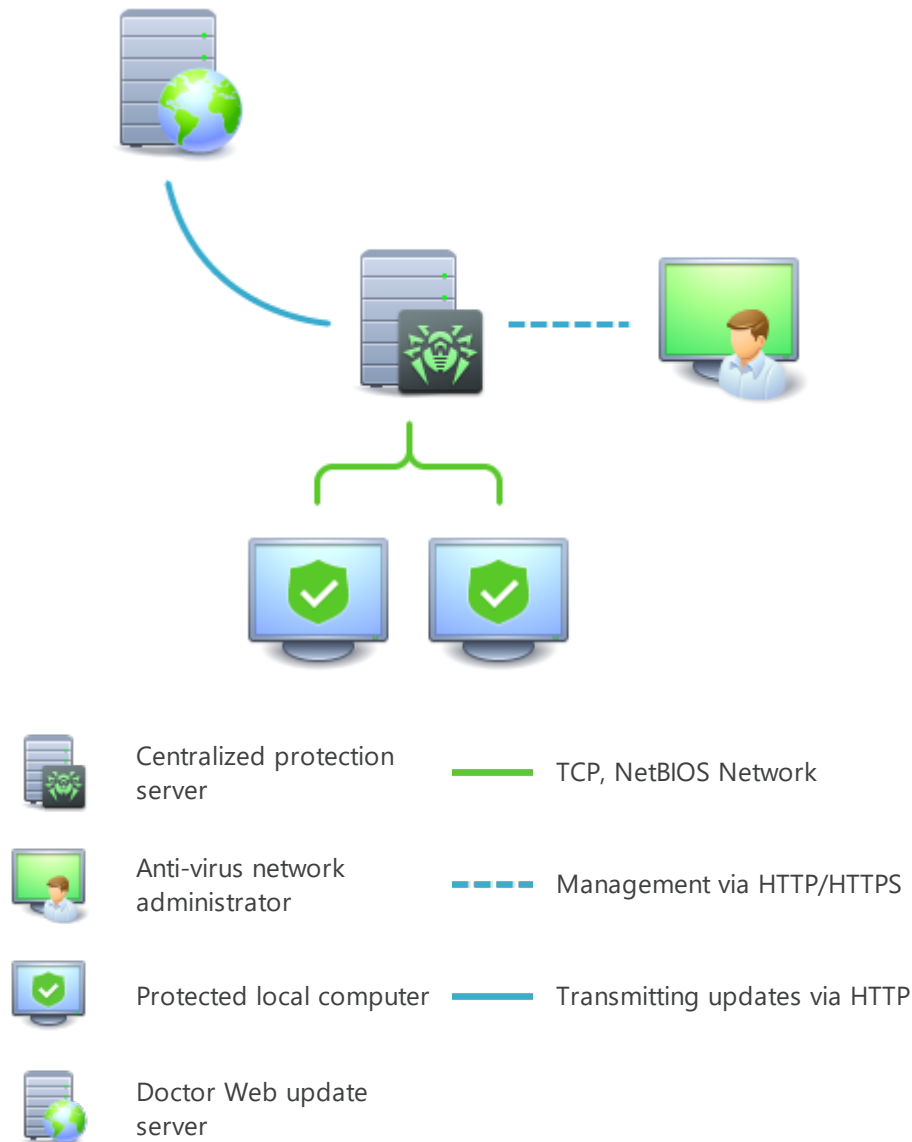 Centralized protection
server
TCP, NetBIOS Network
Anti-virus network
administrator
Management via HTTP/HTTPS
Protected local computer
Transmitting updates via HTTP
Doctor Web update
server